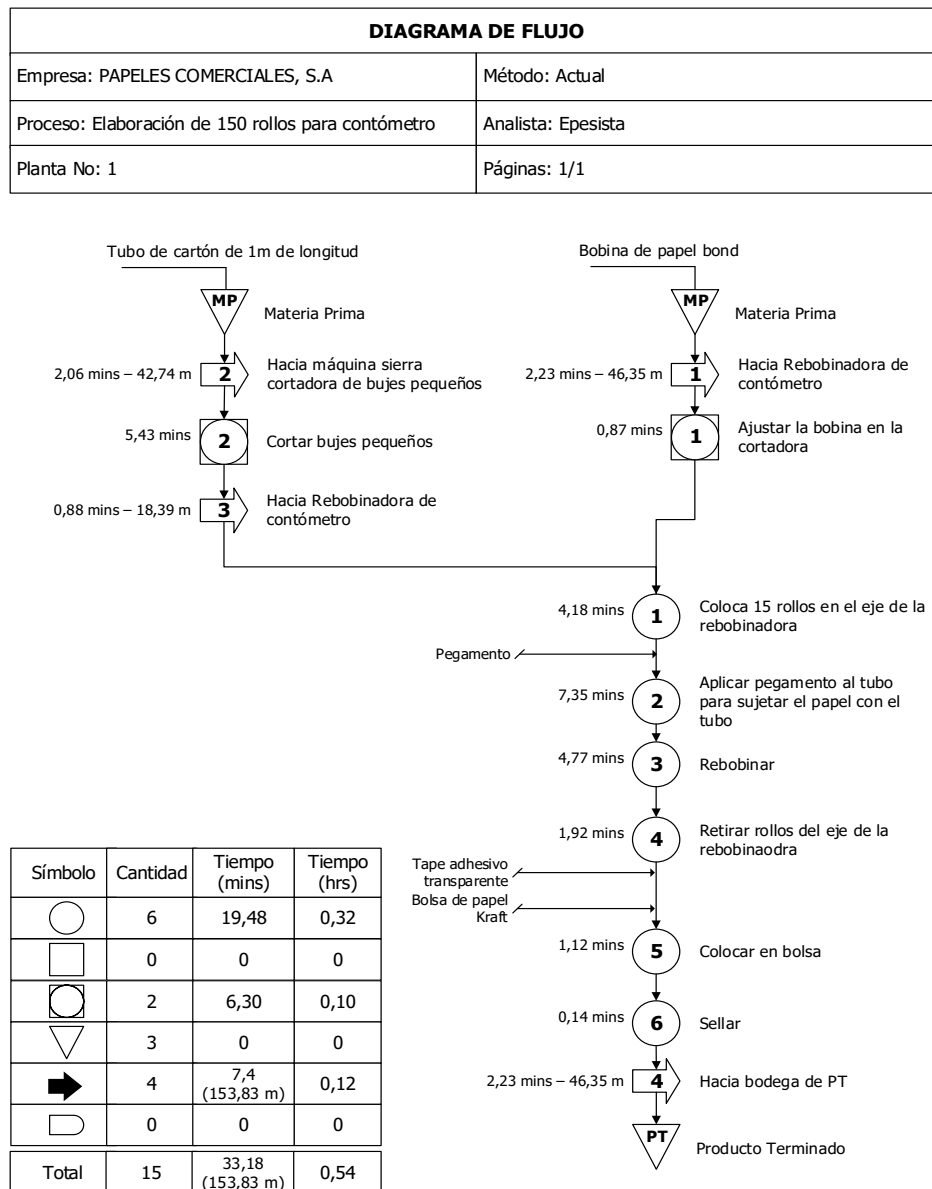 DIAGRAMA DE FLUJO
Empresa: PAPELES COMERCIALES, S.A
Método: Actual
Proceso: Elaboración de 150 rollos para contómetro
Analista: Epesista
Planta No: 1
Páginas: 1/1
Tubo de cartón de 1m de longitud
MP
Materia Prima
2,06 mins – 42,74 m
2
Hacia máquina sierra
cortadora de bujes pequeños
5,43 mins
2
Cortar bujes pequeños
0,88 mins – 18,39 m
3
Hacia Rebobinadora de
contómetro
Bobina de papel bond
MP
Materia Prima
2,23 mins – 46,35 m
1
Hacia Rebobinadora de
contómetro
0,87 mins
1
Ajustar la bobina en la
cortadora
4,18 mins
1
Coloca 15 rollos en el eje de la
rebobinadora
Pegamento
7,35 mins
2
Aplicar pegamento al tubo
para sujetar el papel con el
tubo
4,77 mins
3
Rebobinar
1,92 mins
4
Retirar rollos del eje de la
rebobinaodra
Tape adhesivo
transparente
Bolsa de papel
Kraft
1,12 mins
5
Colocar en bolsa
0,14 mins
6
Sellar
2,23 mins – 46,35 m
4
Hacia bodega de PT
PT
Producto Terminado
Símbolo Cantidad Tiempo (mins) Tiempo (hrs)
6 19,48 0,32
0 0 0
2 6,30 0,10
3 0 0
4 7,4 (153,83 m) 0,12
0 0 0
Total 15 33,18 (153,83 m) 0,54